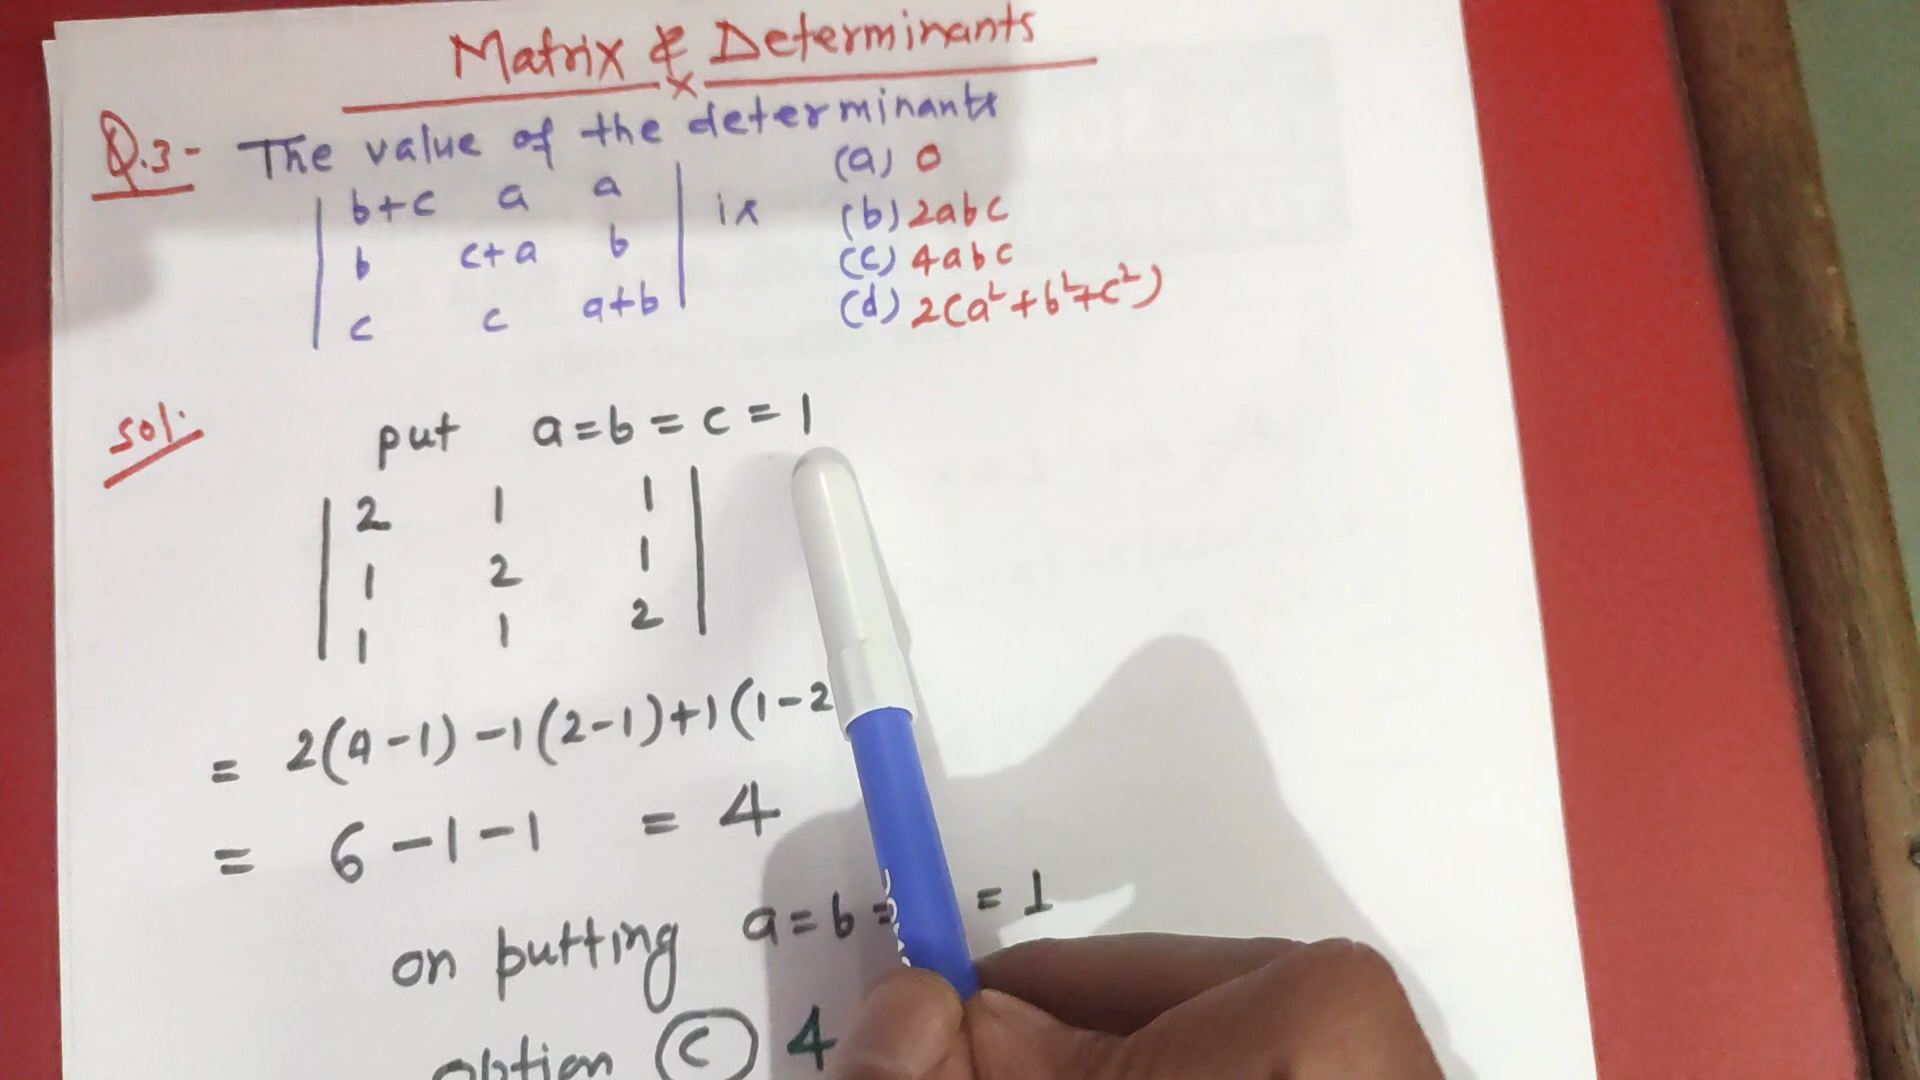 Matrix & Determinants
x
Q.3- The value of the determinants
| b+c a a | is
| b c+a b |
| c c a+b |
(a) 0
(b) 2abc
(c) 4abc
(d) 2(a²+b²+c²)
Sol:
put a=b=c=1
| 2 1 1 |
| 1 2 1 |
| 1 1 2 |
= 2(4-1)-1(2-1)+1(1-2
= 6-1-1 = 4
on putting a=b= =1
option (C) 4